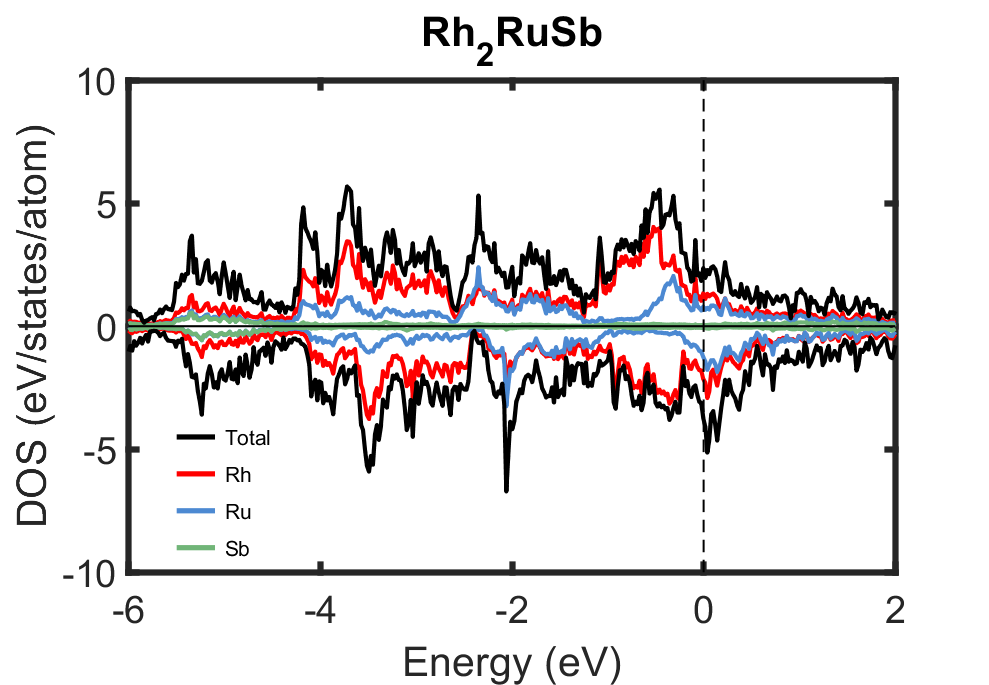 Rh2RuSb
10
5
0
-5
-10
DOS (eV/states/atom)
Total
Rh
Ru
Sb
-6
-4
-2
0
2
Energy (eV)